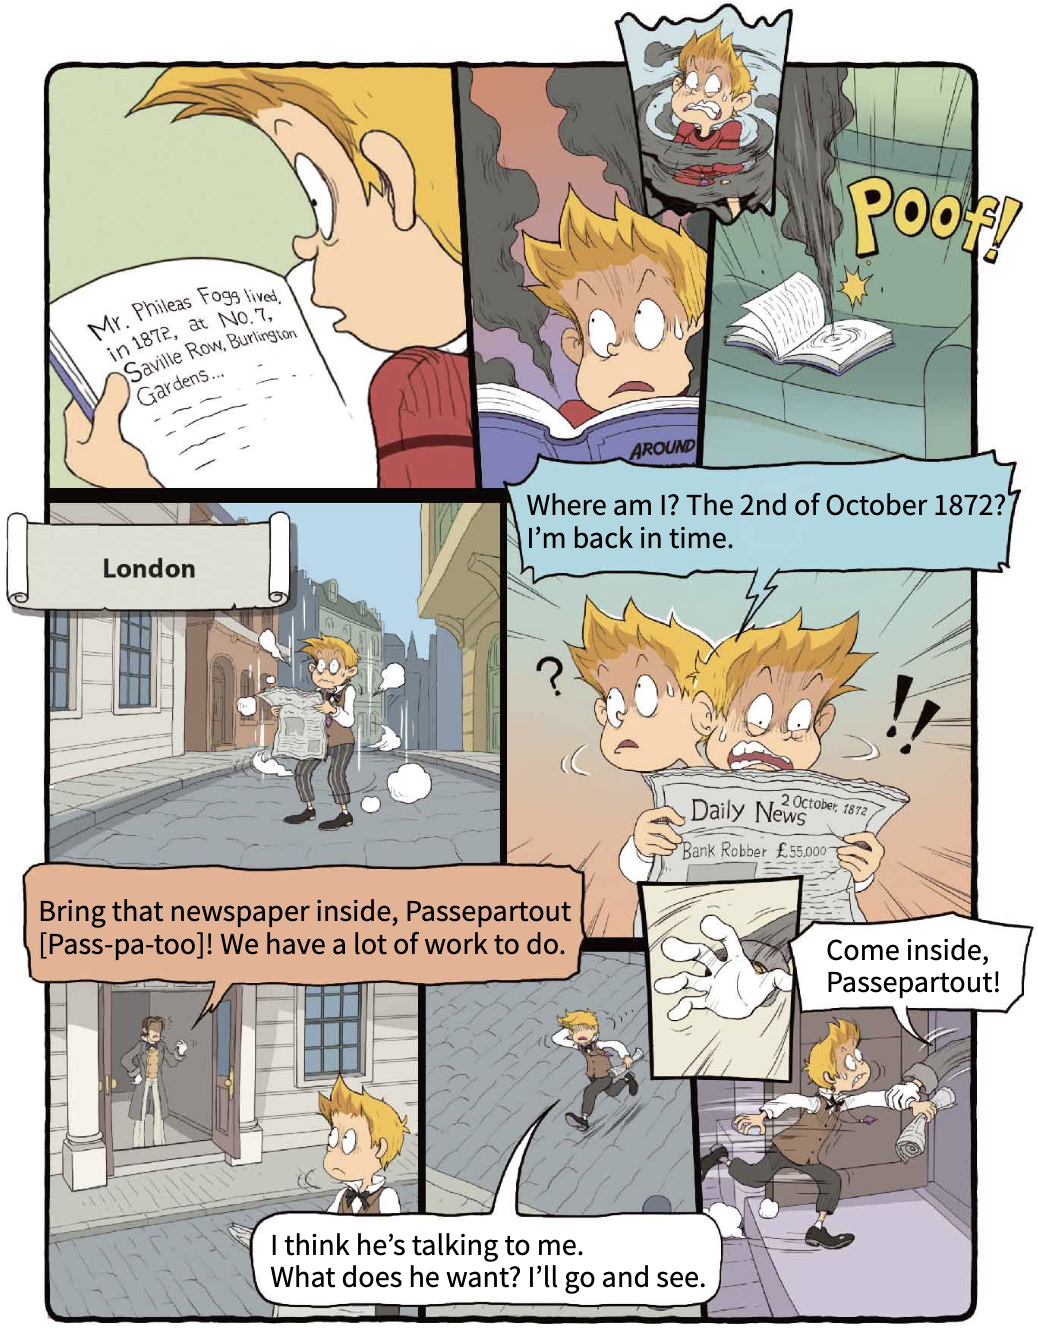 Mr. Phileas Fogg lived,
in 1872, at No. 7,
Saville Row, Burlington
Gardens...
AROUND
Poof!
London
Where am I? The 2nd of October 1872?
I'm back in time.
?
!!
Daily News
2 October, 1872
Bank Robber £55,000
Bring that newspaper inside, Passepartout
[Pass-pa-too]! We have a lot of work to do.
I think he's talking to me.
What does he want? I'll go and see.
Come inside,
Passepartout!